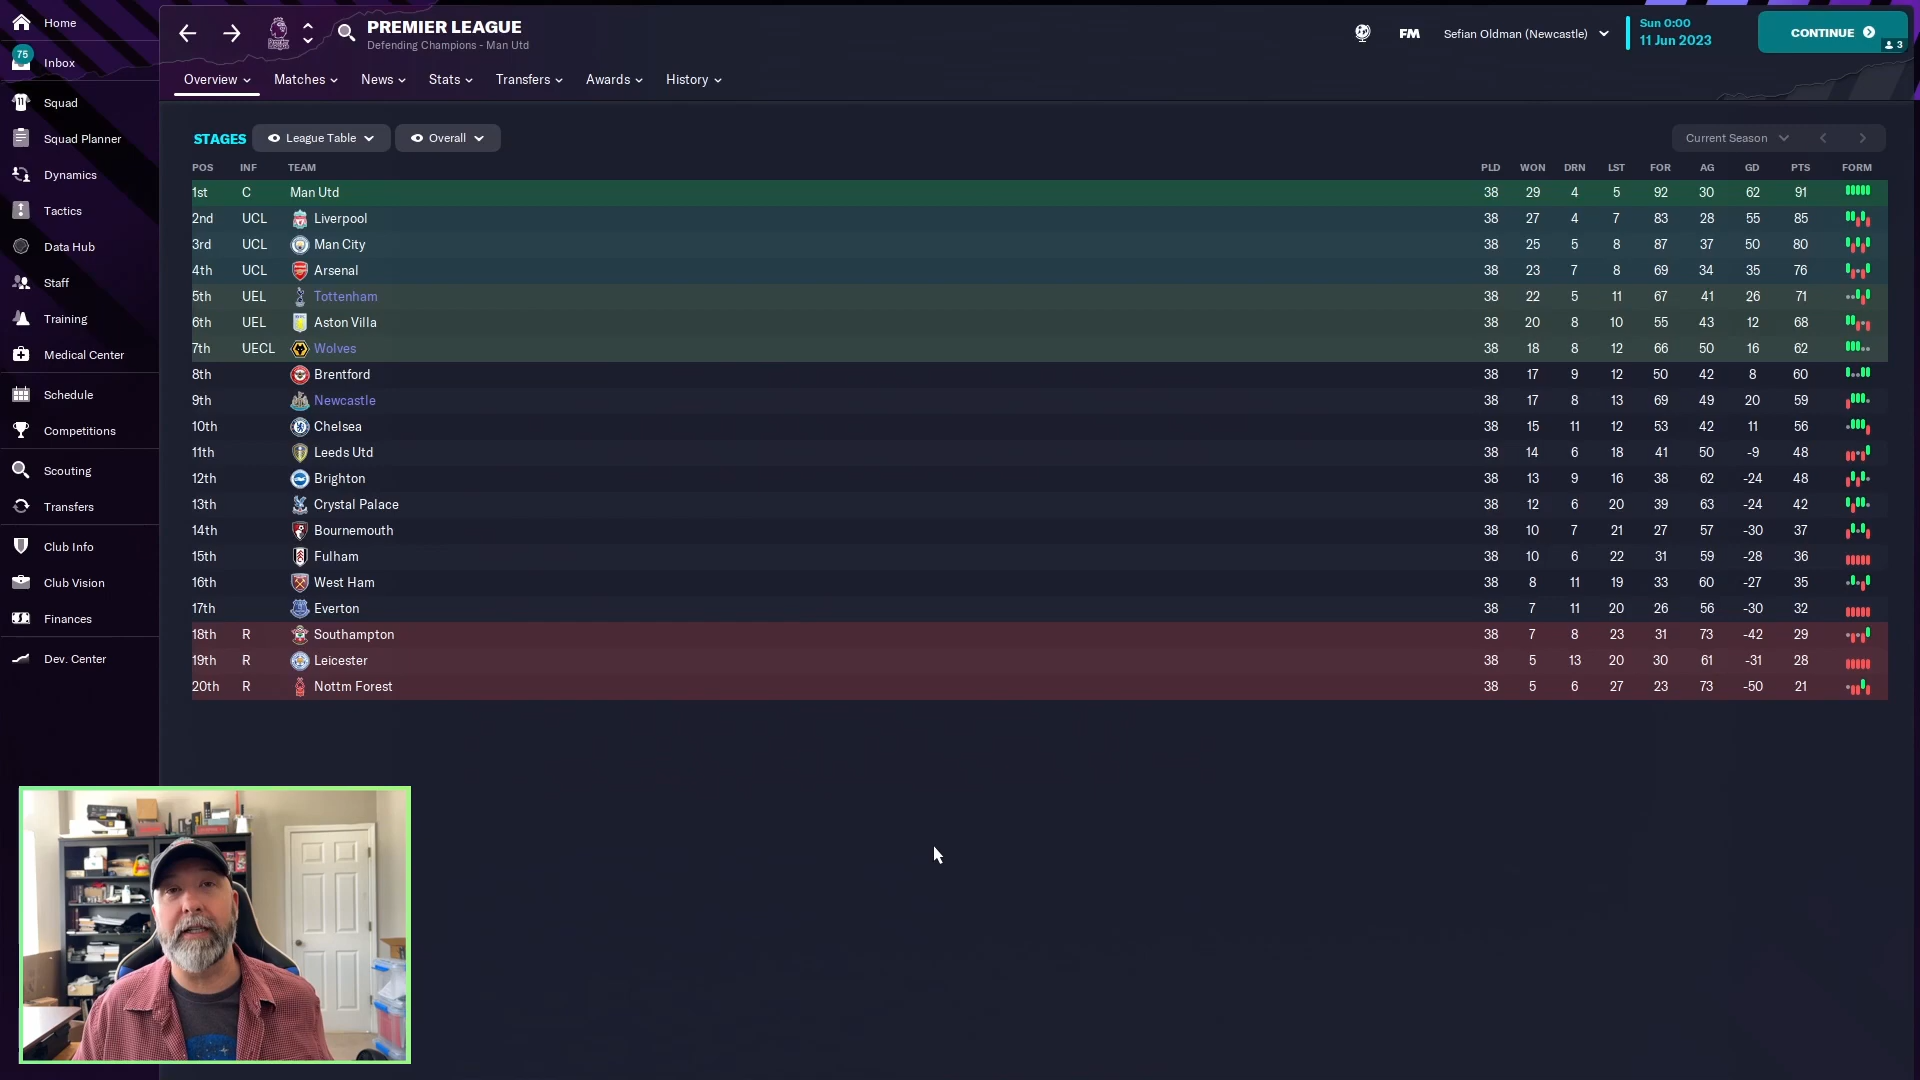 Home
75
Inbox
Squad
Squad Planner
Dynamics
Tactics
Data Hub
Staff
Training
Medical Center
Schedule
Competitions
Scouting
Transfers
Club Info
Club Vision
Finances
Dev. Center
PREMIER LEAGUE
Defending Champions - Man Utd
FM
Sefian Oldman (Newcastle)
Sun 0:00
11 Jun 2023
CONTINUE
3
Overview Matches News Stats Transfers Awards History
STAGES League Table Overall Current Season
POS INF TEAM PLD WON DRN LST FOR AG GD PTS FORM
1st C Man Utd 38 29 4 5 92 30 62 91
2nd UCL Liverpool 38 27 4 7 83 28 55 85
3rd UCL Man City 38 25 5 8 87 37 50 80
4th UCL Arsenal 38 23 7 8 69 34 35 76
5th UEL Tottenham 38 22 5 11 67 41 26 71
6th UEL Aston Villa 38 20 8 10 55 43 12 68
7th UECL Wolves 38 18 8 12 66 50 16 62
8th Brentford 38 17 9 12 50 42 8 60
9th Newcastle 38 17 8 13 69 49 20 59
10th Chelsea 38 15 11 12 53 42 11 56
11th Leeds Utd 38 14 6 18 41 50 -9 48
12th Brighton 38 13 9 16 38 62 -24 48
13th Crystal Palace 38 12 6 20 39 63 -24 42
14th Bournemouth 38 10 7 21 27 57 -30 37
15th Fulham 38 10 6 22 31 59 -28 36
16th West Ham 38 8 11 19 33 60 -27 35
17th Everton 38 7 11 20 26 56 -30 32
18th R Southampton 38 7 8 23 31 73 -42 29
19th R Leicester 38 5 13 20 30 61 -31 28
20th R Nottm Forest 38 5 6 27 23 73 -50 21